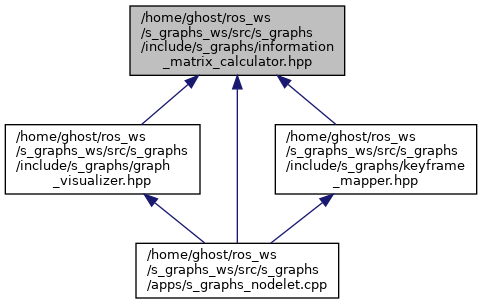 /home/ghost/ros_ws
/s_graphs_ws/src/s_graphs
/include/s_graphs/information
_matrix_calculator.hpp
/home/ghost/ros_ws
/s_graphs_ws/src/s_graphs
/include/s_graphs/graph
_visualizer.hpp
/home/ghost/ros_ws
/s_graphs_ws/src/s_graphs
/include/s_graphs/keyframe
_mapper.hpp
/home/ghost/ros_ws
/s_graphs_ws/src/s_graphs
/apps/s_graphs_nodelet.cpp